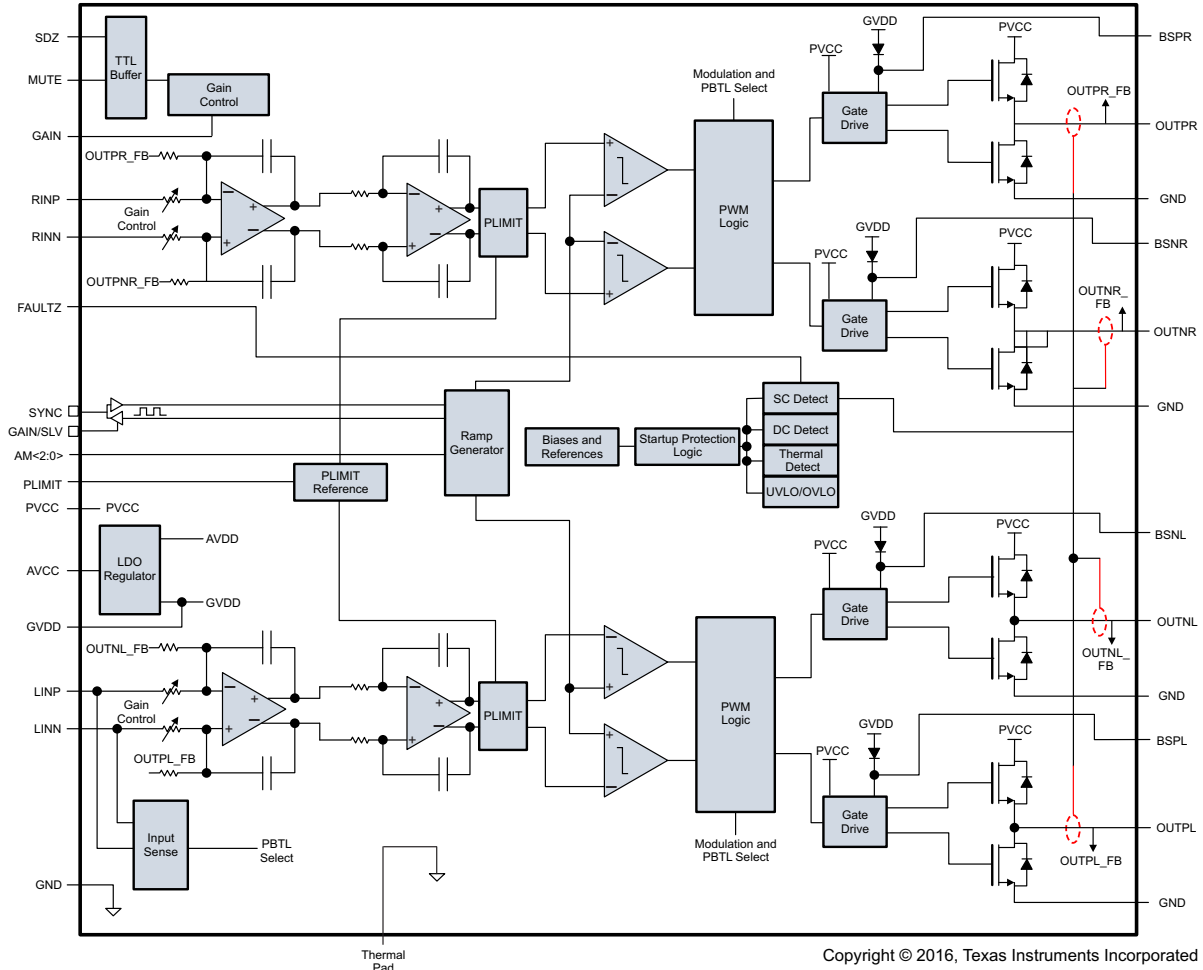 SDZ
MUTE
GAIN
TTL
Buffer
Gain
Control
OUTPR_FB
RINP
Gain
Control
RINN
OUTPNR_FB
+
−
+
−
−
+
−
+
−
+
PLIMIT
+
−
−
+
Modulation and
PBTL Select
PWM
Logic
PVCC
GVDD
Gate
Drive
PVCC
OUTPR_FB
BSPR
OUTPR
GND
PVCC
GVDD
Gate
Drive
PVCC
OUTNR_
FB
BSNR
OUTNR
GND
FAULTZ
SYNC
GAIN/SLV
AM<2:0>
PLIMIT
PVCC
PVCC
Ramp
Generator
PLIMIT
Reference
Biases and
References
Startup Protection
Logic
SC Detect
DC Detect
Thermal
Detect
UVLO/OVLO
AVCC
LDO
Regulator
AVDD
GVDD
GVDD
OUTNL_FB
LINP
Gain
Control
LINN
OUTPL_FB
−
+
+
−
−
+
+
−
PLIMIT
−
+
+
−
PWM
Logic
Modulation and
PBTL Select
PVCC
GVDD
Gate
Drive
PVCC
BSNL
OUTNL
OUTNL_
FB
GND
PVCC
GVDD
Gate
Drive
PVCC
BSPL
OUTPL
OUTPL_FB
GND
Input
Sense
PBTL
Select
GND
Thermal
Pad
Copyright © 2016, Texas Instruments Incorporated